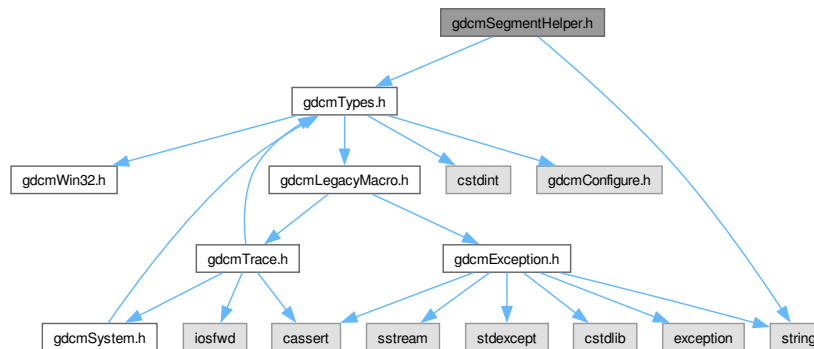 gdcmSegmentHelper.h
gdcmTypes.h
gdcmWin32.h
gdcmLegacyMacro.h
cstdint
gdcmConfigure.h
gdcmTrace.h
gdcmException.h
gdcmSystem.h
iosfwd
cassert
sstream
stdexcept
cstdlib
exception
string